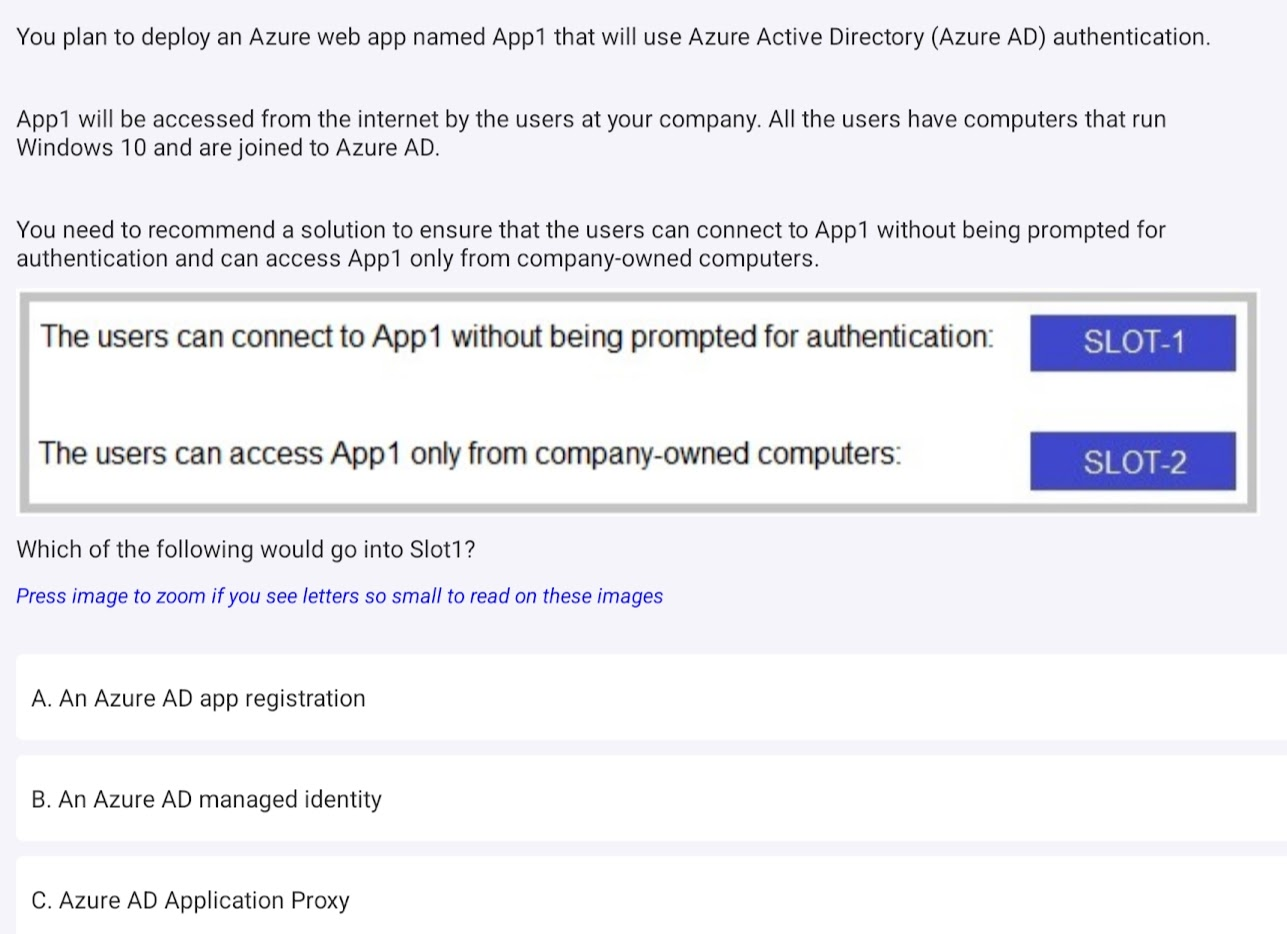 You plan to deploy an Azure web app named App1 that will use Azure Active Directory (Azure AD) authentication.
App1 will be accessed from the internet by the users at your company. All the users have computers that run
Windows 10 and are joined to Azure AD.
You need to recommend a solution to ensure that the users can connect to App1 without being prompted for
authentication and can access App1 only from company-owned computers.
The users can connect to App1 without being prompted for authentication:
SLOT-1
The users can access App1 only from company-owned computers:
SLOT-2
Which of the following would go into Slot1?
Press image to zoom if you see letters so small to read on these images
A. An Azure AD app registration
B. An Azure AD managed identity
C. Azure AD Application Proxy